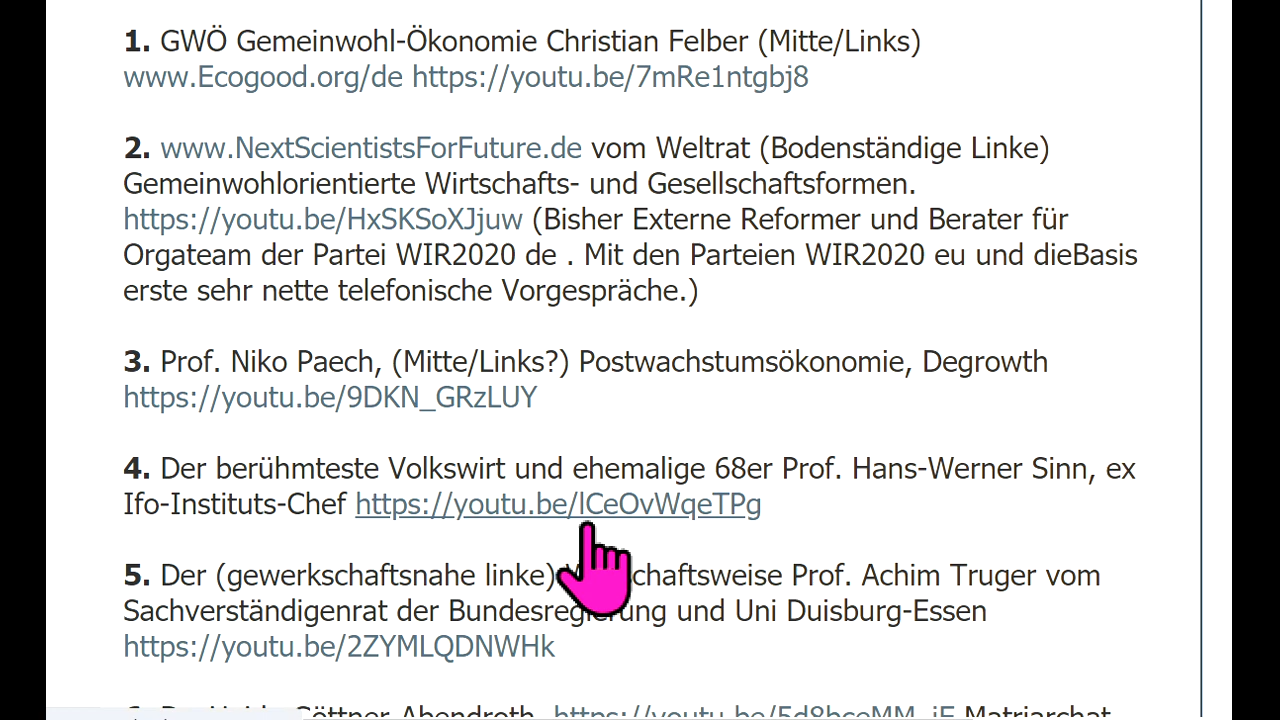 1. GWÖ Gemeinwohl-Ökonomie Christian Felber (Mitte/Links)
www.Ecogood.org/de https://youtu.be/7mRe1ntgbj8
2. www.NextScientistsForFuture.de vom Weltrat (Bodenständige Linke)
Gemeinwohlorientierte Wirtschafts- und Gesellschaftsformen.
https://youtu.be/HxSKSoXJjuw (Bisher Externe Reformer und Berater für
Orgateam der Partei WIR2020 de . Mit den Parteien WIR2020 eu und dieBasis
erste sehr nette telefonische Vorgespräche.)
3. Prof. Niko Paech, (Mitte/Links?) Postwachstumsökonomie, Degrowth
https://youtu.be/9DKN_GRzLUY
4. Der berühmteste Volkswirt und ehemalige 68er Prof. Hans-Werner Sinn, ex
Ifo-Instituts-Chef https://youtu.be/lCeOvWqeTPg
5. Der (gewerkschaftsnahe linke) Prof. Achim Truger vom
Sachverständigenrat der Bundesregierung und Uni Duisburg-Essen
https://youtu.be/2ZYMLQDNWHk
Göttner Abendroth, Matriarchat